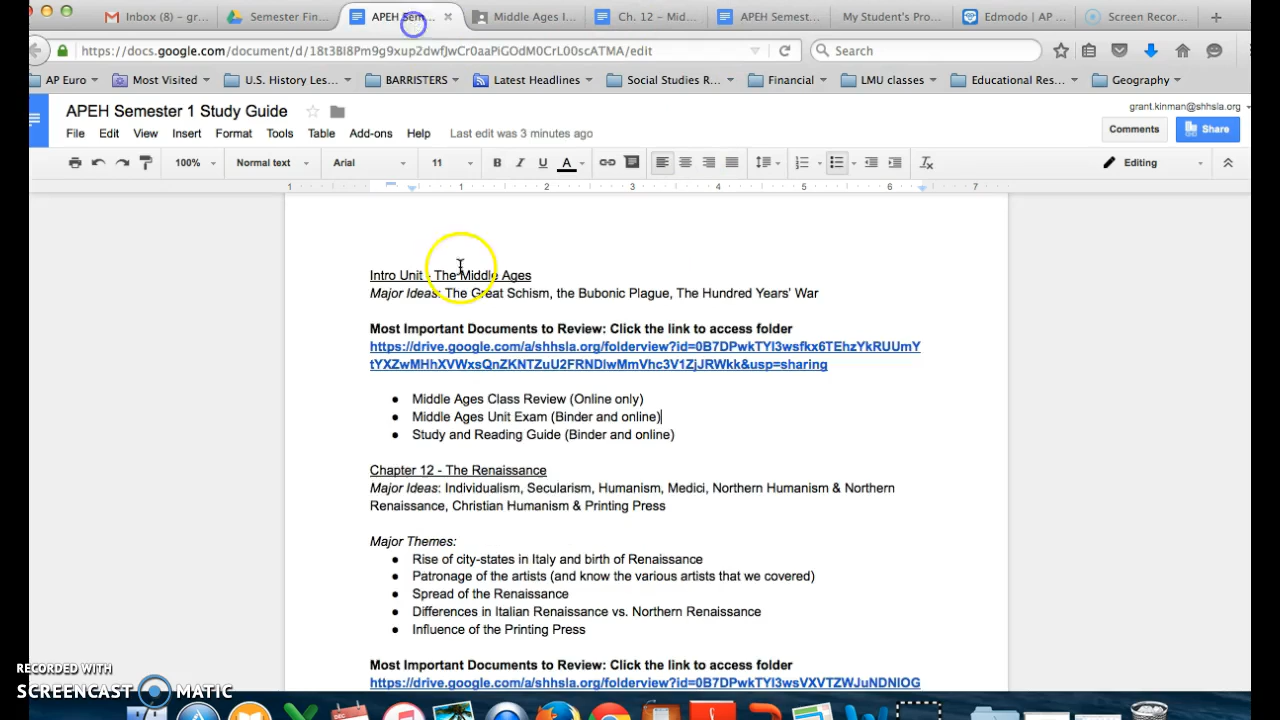 Inbox (8) – gr...
Semester Fin...
APEH Sem...
Middle Ages I...
Ch. 12 – Mid...
APEH Semest...
My Student's Pro...
Edmodo | AP ...
Screen Recor...
https://docs.google.com/document/d/18t3Bl8Pm9g9xup2dwfJwCr0aaPiGOdM0CrL00scATMA/edit
Search
AP Euro
Most Visited
U.S. History Les...
BARRISTERS
Latest Headlines
Social Studies R...
Financial
LMU classes
Educational Res...
Geography
APEH Semester 1 Study Guide
grant.kinman@shhsla.org
File Edit View Insert Format Tools Table Add-ons Help Last edit was 3 minutes ago
Comments
Share
100% Normal text Arial 11 B I U A Editing
1 1 2 3 4 5 6 7
Intro Unit - The Middle Ages
Major Ideas: The Great Schism, the Bubonic Plague, The Hundred Years' War
Most Important Documents to Review: Click the link to access folder
https://drive.google.com/a/shhsla.org/folderview?id=0B7DPwkTYl3wsfkx6TEhzYkRUUmY
tYXZwMHhXVWxsQnZKNTZuU2FRNDlwMmVhc3V1ZjJRWkk&usp=sharing
● Middle Ages Class Review (Online only)
● Middle Ages Unit Exam (Binder and online)
● Study and Reading Guide (Binder and online)
Chapter 12 - The Renaissance
Major Ideas: Individualism, Secularism, Humanism, Medici, Northern Humanism & Northern
Renaissance, Christian Humanism & Printing Press
Major Themes:
● Rise of city-states in Italy and birth of Renaissance
● Patronage of the artists (and know the various artists that we covered)
● Spread of the Renaissance
● Differences in Italian Renaissance vs. Northern Renaissance
● Influence of the Printing Press
Most Important Documents to Review: Click the link to access folder
https://drive.google.com/a/shhsla.org/folderview?id=0B7DPwkTYl3wsVXVTZWJuNDNIOG
RECORDED WITH
SCREENCAST MATIC